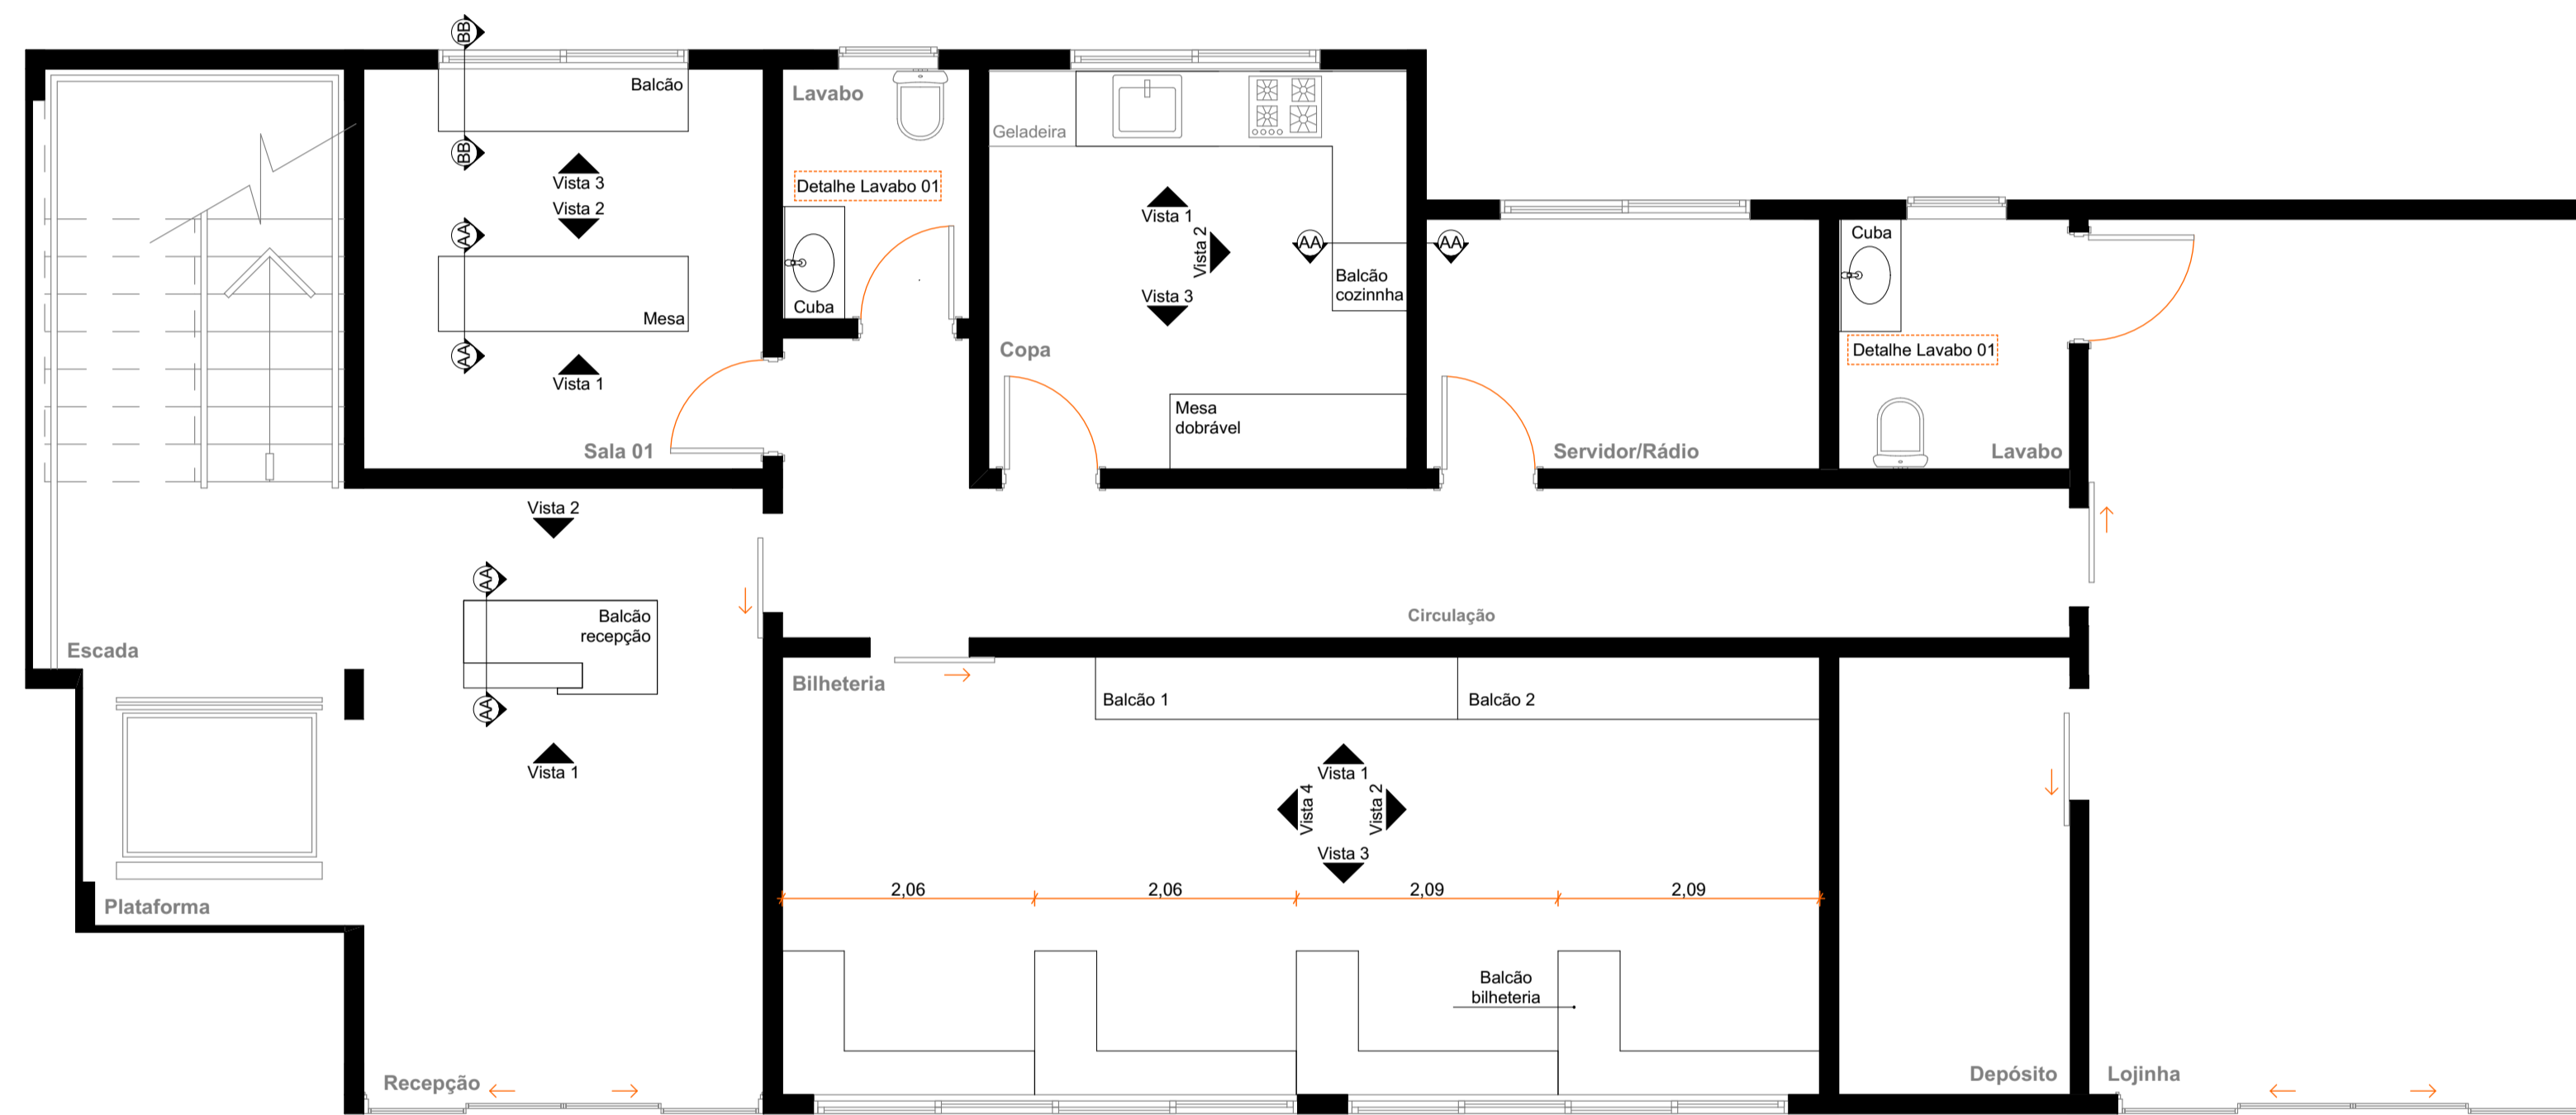 BB
Balcão
BB
Vista 3
Vista 2
AA
Mesa
AA
Vista 1
Sala 01
Lavabo
Detalhe Lavabo 01
Cuba
Geladeira
Vista 1
Vista 2
Vista 3
AA
AA
Balcão
cozinnha
Copa
Mesa
dobrável
Servidor/Rádio
Cuba
Detalhe Lavabo 01
Lavabo
Vista 2
AA
Balcão
recepção
AA
Vista 1
Escada
Plataforma
Recepção
Circulação
Bilheteria
Balcão 1
Balcão 2
Vista 1
Vista 4
Vista 2
Vista 3
2,06
2,06
2,09
2,09
Balcão
bilheteria
Depósito
Lojinha